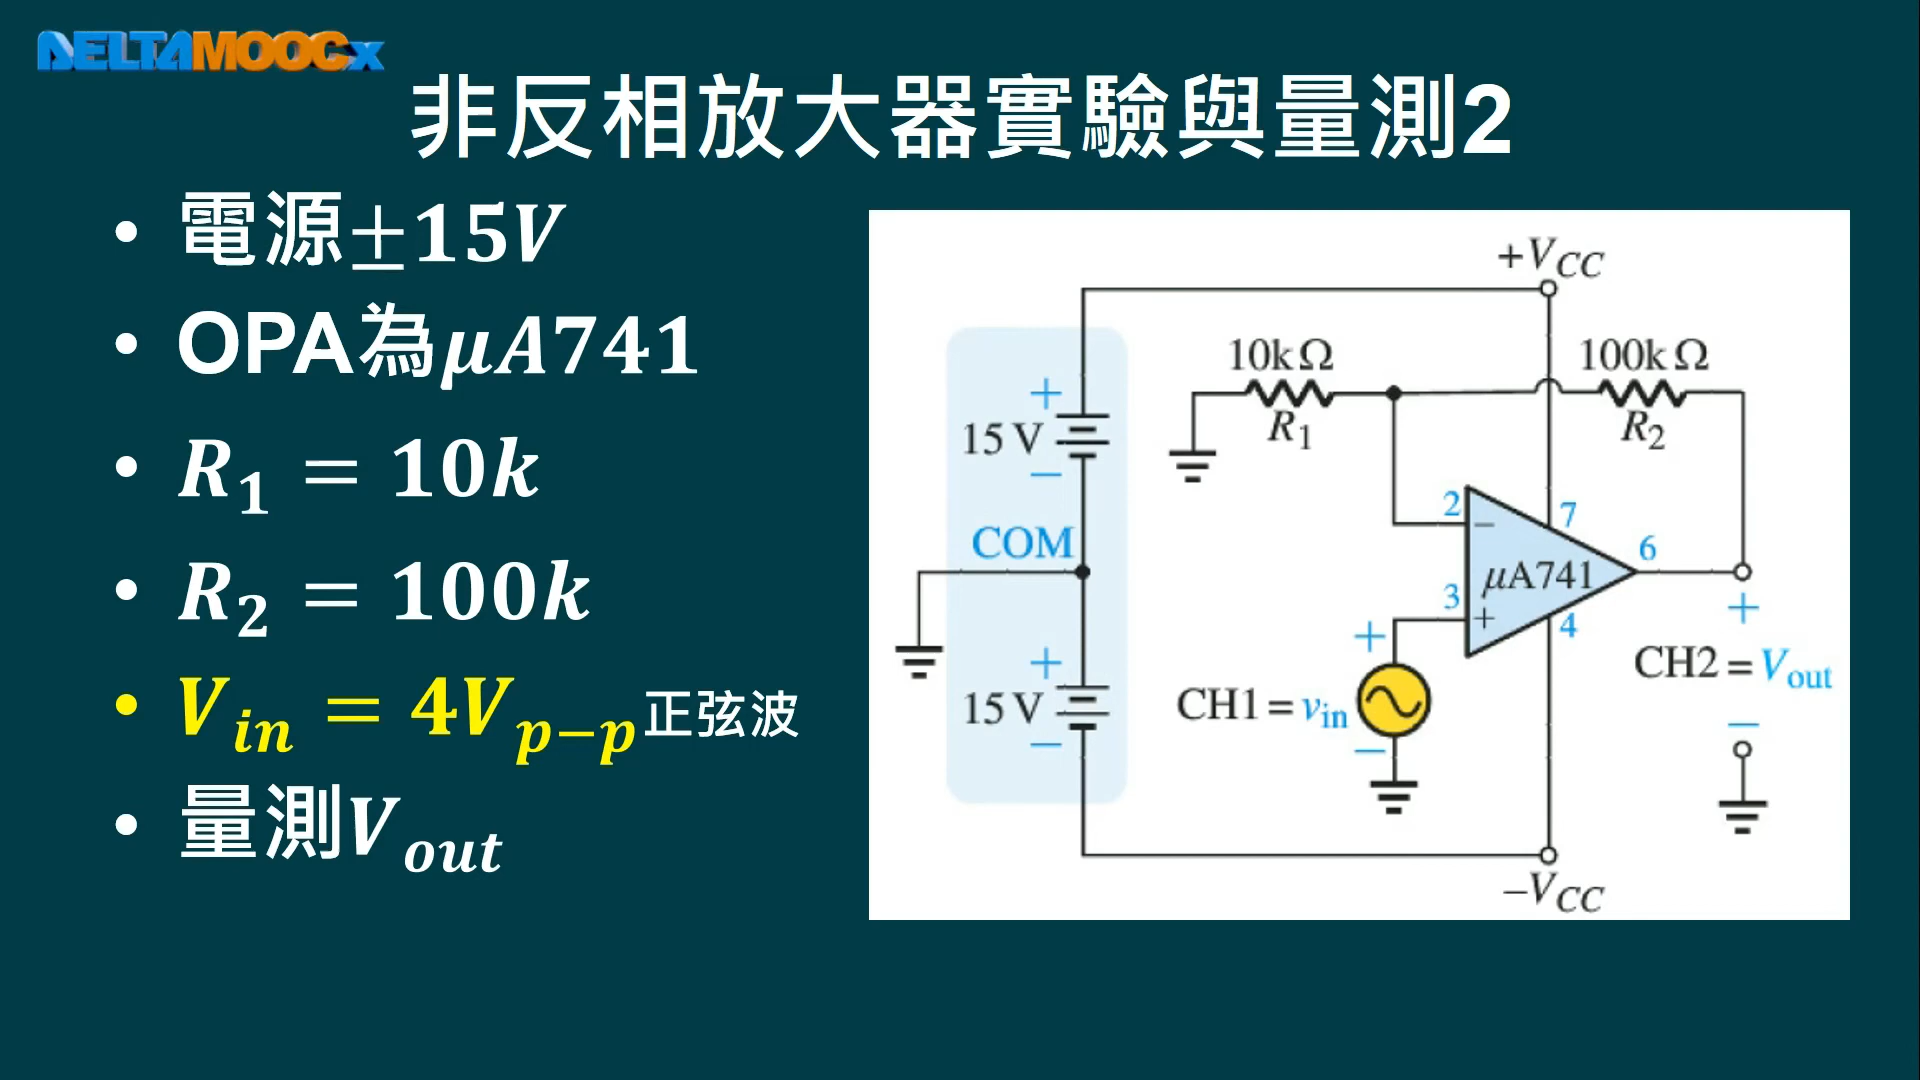 DELTAMOOCx
非反相放大器實驗與量測2
• 電源±15V
• OPA為μA741
• R₁ = 10k
• R₂ = 100k
• Vᵢₙ = 4Vₚ₋ₚ正弦波
• 量測Vₒᵤₜ
+VCC
10kΩ
100kΩ
R₁
R₂
+
15 V
−
COM
+
15 V
−
2
−
7
μA741
6
3
+
4
+
CH1 = vᵢₙ
−
+
CH2 = Vₒᵤₜ
−
−VCC